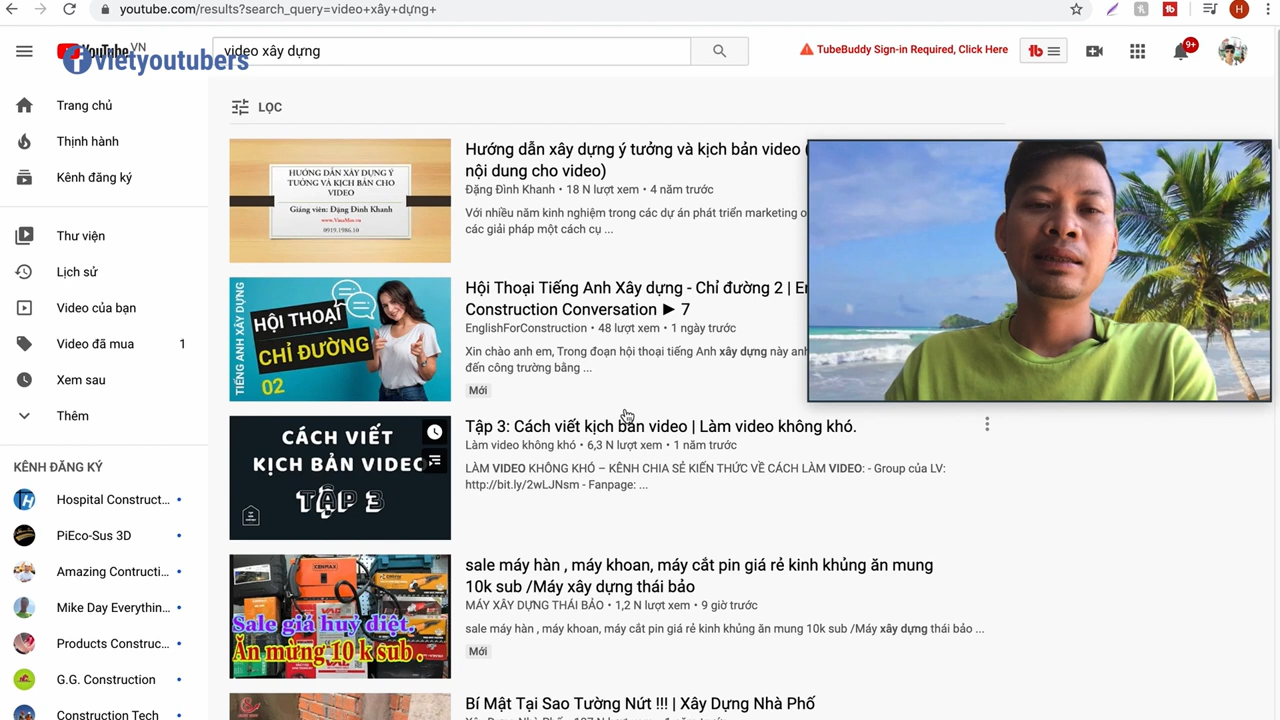 youtube.com/results?search_query=video+xây+dựng+
H
YouTube VN
vietyoutubers
video xây dựng
TubeBuddy Sign-in Required, Click Here
9+
Trang chủ
Thịnh hành
Kênh đăng ký
Thư viện
Lịch sử
Video của bạn
Video đã mua 1
Xem sau
Thêm
KÊNH ĐĂNG KÝ
Hospital Construct...
PiEco-Sus 3D
Amazing Contructi...
Mike Day Everythin...
Products Construc...
G.G. Construction
Construction Tech
LỌC
HƯỚNG DẪN XÂY DỰNG Ý
TƯỞNG VÀ KỊCH BẢN CHO
VIDEO
Giảng viên: Đặng Đình Khanh
0919.1986.10
Hướng dẫn xây dựng ý tưởng và kịch bản video (
nội dung cho video)
Đặng Đình Khanh • 18 N lượt xem • 4 năm trước
Với nhiều năm kinh nghiệm trong các dự án phát triển marketing o
các giải pháp một cách cụ ...
TIẾNG ANH XÂY DỰNG
HỘI THOẠI
CHỈ ĐƯỜNG
02
Hội Thoại Tiếng Anh Xây dựng - Chỉ đường 2 | En
Construction Conversation ► 7
EnglishForConstruction • 48 lượt xem • 1 ngày trước
Xin chào anh em, Trong đoạn hội thoại tiếng Anh xây dựng này anh
đến công trường bằng ...
Mới
CÁCH VIẾT
KỊCH BẢN VIDEO
TẬP 3
Tập 3: Cách viết kịch bản video | Làm video không khó.
Làm video không khó • 6,3 N lượt xem • 1 năm trước
LÀM VIDEO KHÔNG KHÓ – KÊNH CHIA SẺ KIẾN THỨC VỀ CÁCH LÀM VIDEO: - Group của LV:
http://bit.ly/2wLJNsm - Fanpage: ...
Sale giá huỷ diệt.
Ăn mừng 10 k sub .
sale máy hàn , máy khoan, máy cắt pin giá rẻ kinh khủng ăn mung
10k sub /Máy xây dựng thái bảo
MÁY XÂY DỰNG THÁI BẢO • 1,2 N lượt xem • 9 giờ trước
sale máy hàn , máy khoan, máy cắt pin giá rẻ kinh khủng ăn mung 10k sub /Máy xây dựng thái bảo ...
Mới
Bí Mật Tại Sao Tường Nứt !!! | Xây Dựng Nhà Phố